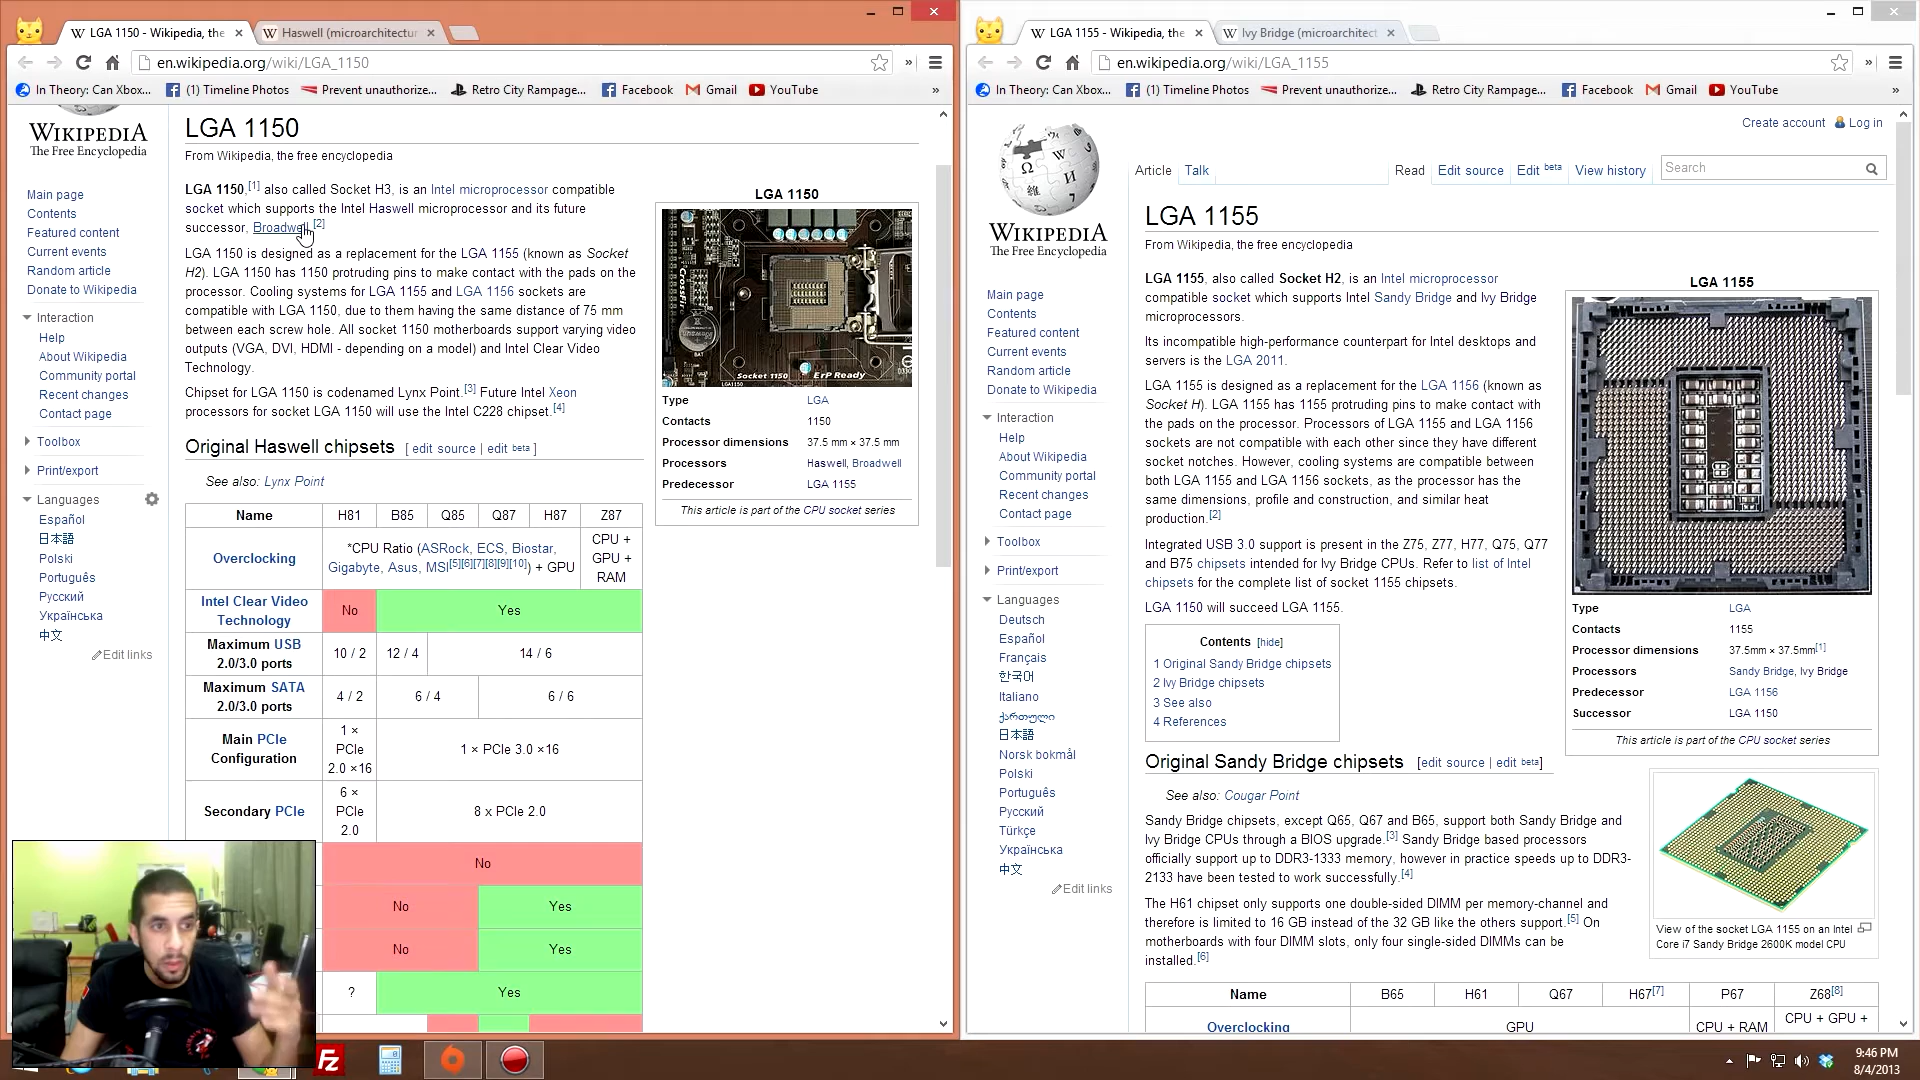 LGA 1150 - Wikipedia, the
Haswell (microarchitectur
en.wikipedia.org/wiki/LGA_1150
»
In Theory: Can Xbox...
(1) Timeline Photos
Prevent unauthorize...
Retro City Rampage...
Facebook
Gmail
YouTube
»
WIKIPEDIA
The Free Encyclopedia
Main page
Contents
Featured content
Current events
Random article
Donate to Wikipedia
Interaction
Help
About Wikipedia
Community portal
Recent changes
Contact page
Toolbox
Print/export
Languages
Español
日本語
Polski
Português
Русский
Українська
中文
Edit links
LGA 1150
From Wikipedia, the free encyclopedia
LGA 1150,[1] also called Socket H3, is an Intel microprocessor compatible
socket which supports the Intel Haswell microprocessor and its future
successor, Broadwell.[2]
LGA 1150 is designed as a replacement for the LGA 1155 (known as Socket
H2). LGA 1150 has 1150 protruding pins to make contact with the pads on the
processor. Cooling systems for LGA 1155 and LGA 1156 sockets are
compatible with LGA 1150, due to them having the same distance of 75 mm
between each screw hole. All socket 1150 motherboards support varying video
outputs (VGA, DVI, HDMI - depending on a model) and Intel Clear Video
Technology.
Chipset for LGA 1150 is codenamed Lynx Point.[3] Future Intel Xeon
processors for socket LGA 1150 will use the Intel C228 chipset.[4]
LGA 1150
CrossFire
BAT
LGA1150
Socket 1150
ErP Ready
Type LGA
Contacts 1150
Processor dimensions 37.5 mm × 37.5 mm
Processors Haswell, Broadwell
Predecessor LGA 1155
This article is part of the CPU socket series
Original Haswell chipsets [ edit source | edit beta ]
See also: Lynx Point
Name H81 B85 Q85 Q87 H87 Z87
Overclocking
*CPU Ratio (ASRock, ECS, Biostar,
Gigabyte, Asus, MSI[5][6][7][8][9][10]) + GPU
CPU +
GPU +
RAM
Intel Clear Video
Technology
No Yes
Maximum USB
2.0/3.0 ports
10 / 2 12 / 4 14 / 6
Maximum SATA
2.0/3.0 ports
4 / 2 6 / 4 6 / 6
Main PCIe
Configuration
1 ×
PCIe
2.0 ×16
1 × PCIe 3.0 ×16
Secondary PCIe
6 ×
PCIe
2.0
8 x PCIe 2.0
No
No Yes
No Yes
? Yes
LGA 1155 - Wikipedia, the
Ivy Bridge (microarchitect
en.wikipedia.org/wiki/LGA_1155
»
In Theory: Can Xbox...
(1) Timeline Photos
Prevent unauthorize...
Retro City Rampage...
Facebook
Gmail
YouTube
»
WIKIPEDIA
The Free Encyclopedia
Main page
Contents
Featured content
Current events
Random article
Donate to Wikipedia
Interaction
Help
About Wikipedia
Community portal
Recent changes
Contact page
Toolbox
Print/export
Languages
Deutsch
Español
Français
한국어
Italiano
ქართული
日本語
Norsk bokmål
Polski
Português
Русский
Türkçe
Українська
中文
Edit links
Create account Log in
Article Talk Read Edit source Edit beta View history Search
LGA 1155
From Wikipedia, the free encyclopedia
LGA 1155, also called Socket H2, is an Intel microprocessor
compatible socket which supports Intel Sandy Bridge and Ivy Bridge
microprocessors.
Its incompatible high-performance counterpart for Intel desktops and
servers is the LGA 2011.
LGA 1155 is designed as a replacement for the LGA 1156 (known as
Socket H). LGA 1155 has 1155 protruding pins to make contact with
the pads on the processor. Processors of LGA 1155 and LGA 1156
sockets are not compatible with each other since they have different
socket notches. However, cooling systems are compatible between
both LGA 1155 and LGA 1156 sockets, as the processor has the
same dimensions, profile and construction, and similar heat
production.[2]
Integrated USB 3.0 support is present in the Z75, Z77, H77, Q75, Q77
and B75 chipsets intended for Ivy Bridge CPUs. Refer to list of Intel
chipsets for the complete list of socket 1155 chipsets.
LGA 1150 will succeed LGA 1155.
Contents [hide]
1 Original Sandy Bridge chipsets
2 Ivy Bridge chipsets
3 See also
4 References
LGA 1155
Type LGA
Contacts 1155
Processor dimensions 37.5mm × 37.5mm[1]
Processors Sandy Bridge, Ivy Bridge
Predecessor LGA 1156
Successor LGA 1150
This article is part of the CPU socket series
Original Sandy Bridge chipsets [edit source | edit beta]
See also: Cougar Point
Sandy Bridge chipsets, except Q65, Q67 and B65, support both Sandy Bridge and
Ivy Bridge CPUs through a BIOS upgrade.[3] Sandy Bridge based processors
officially support up to DDR3-1333 memory, however in practice speeds up to DDR3-
2133 have been tested to work successfully.[4]
The H61 chipset only supports one double-sided DIMM per memory-channel and
therefore is limited to 16 GB instead of the 32 GB like the others support.[5] On
motherboards with four DIMM slots, only four single-sided DIMMs can be
installed.[6]
View of the socket LGA 1155 on an Intel
Core i7 Sandy Bridge 2600K model CPU
Name B65 H61 Q67 H67[7] P67 Z68[8]
Overclocking GPU CPU + RAM CPU + GPU +
Fz
9:46 PM
8/4/2013